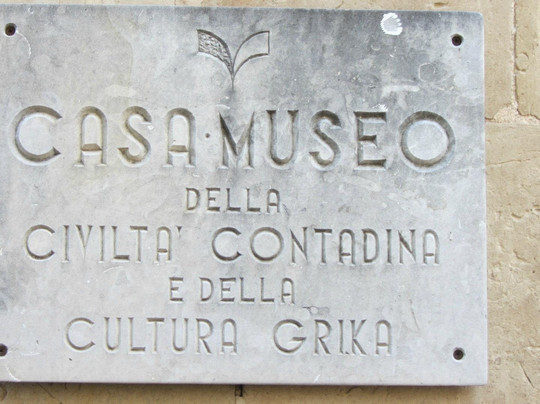 CASA·MUSEO
DELLA
CIVILTA' CONTADINA
E DELLA
CULTURA GRIKA